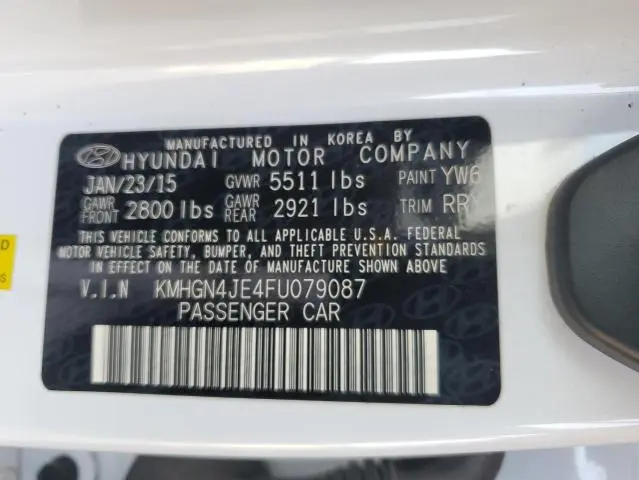 MANUFACTURED IN KOREA BY
HYUNDAI MOTOR COMPANY
JAN/23/15 GVWR 5511 lbs PAINT YW6
GAWR FRONT 2800 lbs GAWR REAR 2921 lbs TRIM RRY
THIS VEHICLE CONFORMS TO ALL APPLICABLE U.S.A. FEDERAL
MOTOR VEHICLE SAFETY, BUMPER, AND THEFT PREVENTION STANDARDS
IN EFFECT ON THE DATE OF MANUFACTURE SHOWN ABOVE
V.I.N KMHGN4JE4FU079087
PASSENGER CAR